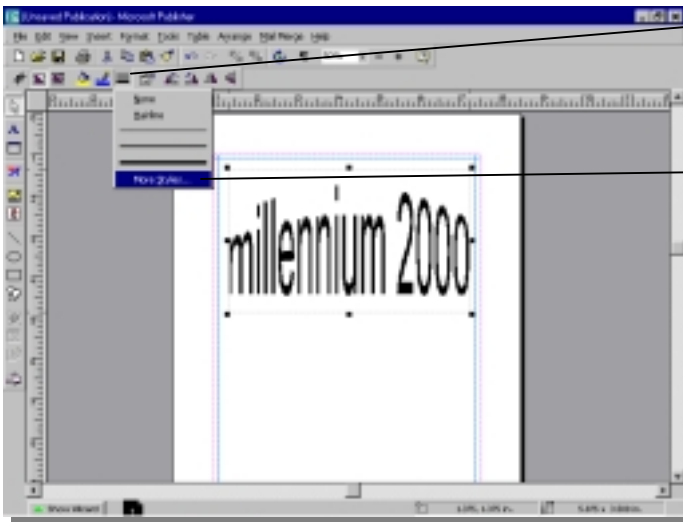 [Unsaved Publication] - Microsoft Publisher
File Edit View Insert Format Tools Table Arrange Mail Merge Help
None
Hairline
More Styles...
millennium 2000
Show Wizard